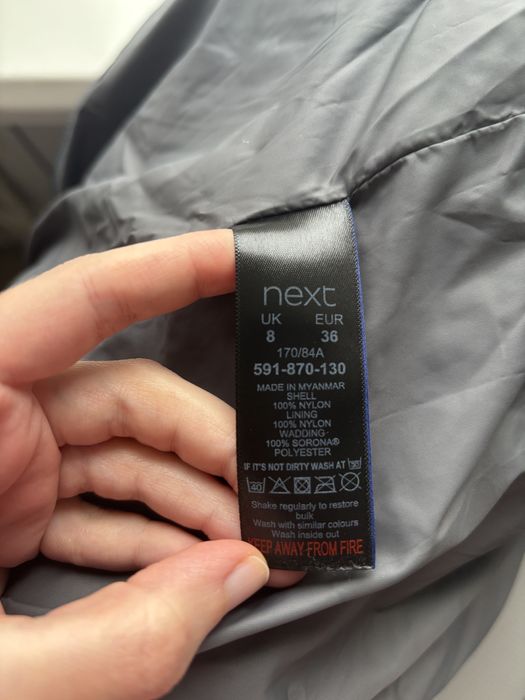 next
UK EUR
8 36
170/84A
591-870-130
MADE IN MYANMAR
SHELL
100% NYLON
LINING
100% NYLON
WADDING
100% SORONA®
POLYESTER
IF IT'S NOT DIRTY WASH AT 30
40
Shake regularly to restore
bulk
Wash with similar colours
Wash inside out
KEEP AWAY FROM FIRE